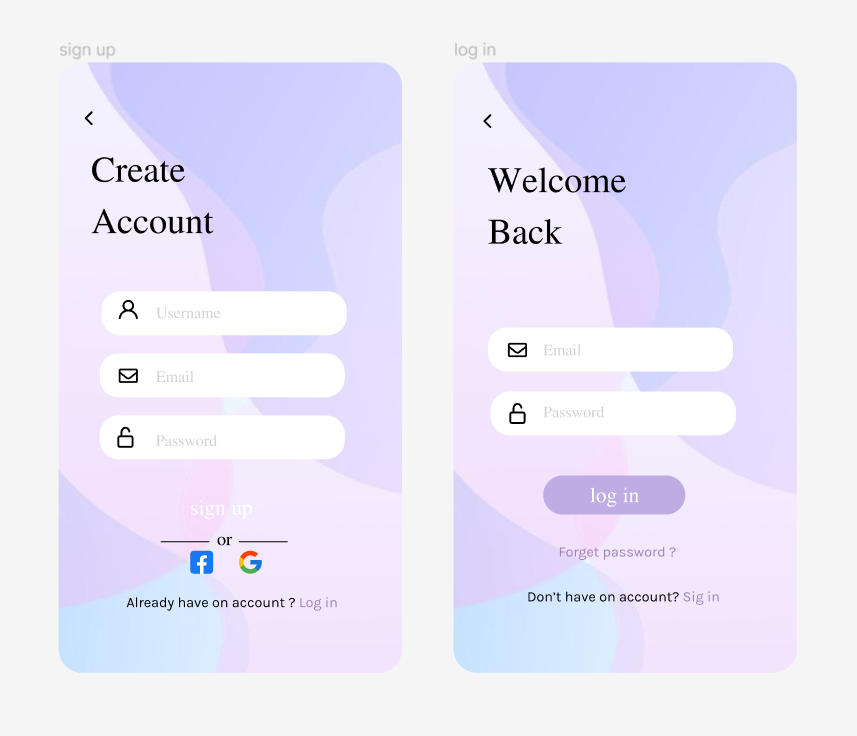 sign up
Create
Account
Username
Email
Password
sign up
or
Already have on account ? Log in
log in
Welcome
Back
Email
Password
log in
Forget password ?
Don't have on account? Sig in